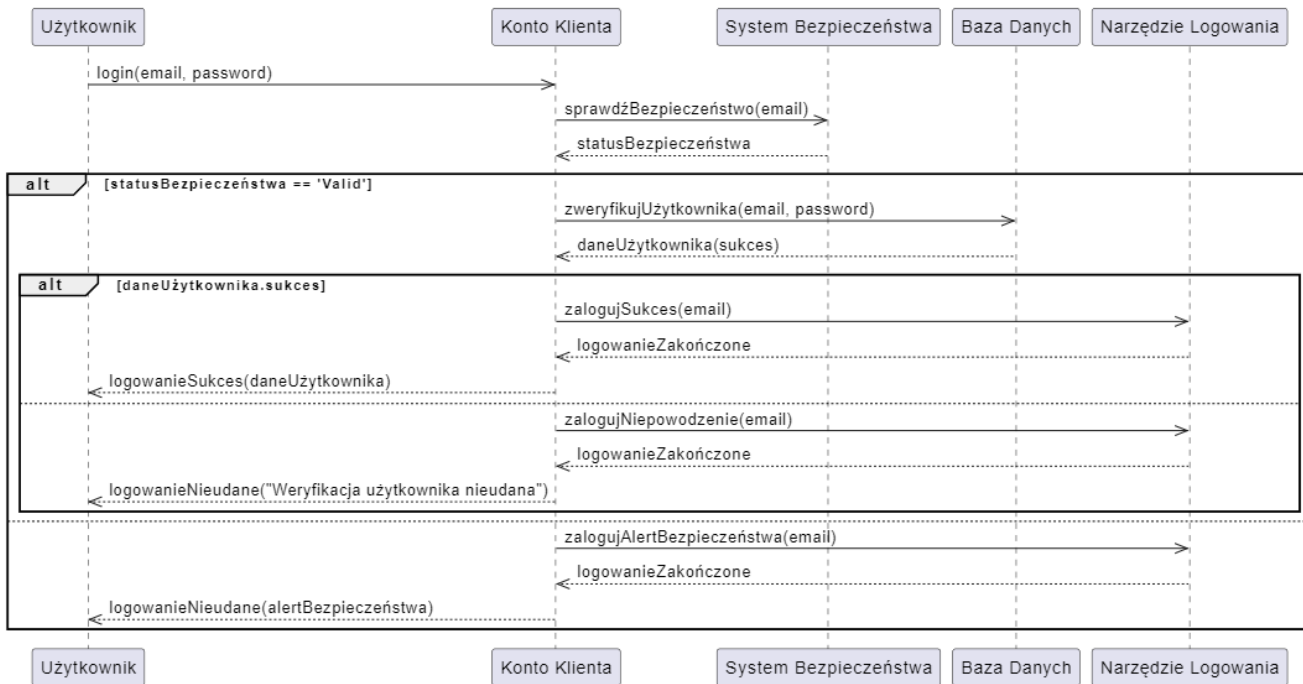 Użytkownik Konto Klienta System Bezpieczeństwa Baza Danych Narzędzie Logowania
login(email, password)
sprawdźBezpieczeństwo(email)
statusBezpieczeństwa
alt [statusBezpieczeństwa == 'Valid']
zweryfikujUżytkownika(email, password)
daneUżytkownika(sukces)
alt [daneUżytkownika.sukces]
zalogujSukces(email)
logowanieZakończone
logowanieSukces(daneUżytkownika)
zalogujNiepowodzenie(email)
logowanieZakończone
logowanieNieudane("Weryfikacja użytkownika nieudana")
zalogujAlertBezpieczeństwa(email)
logowanieZakończone
logowanieNieudane(alertBezpieczeństwa)
Użytkownik Konto Klienta System Bezpieczeństwa Baza Danych Narzędzie Logowania